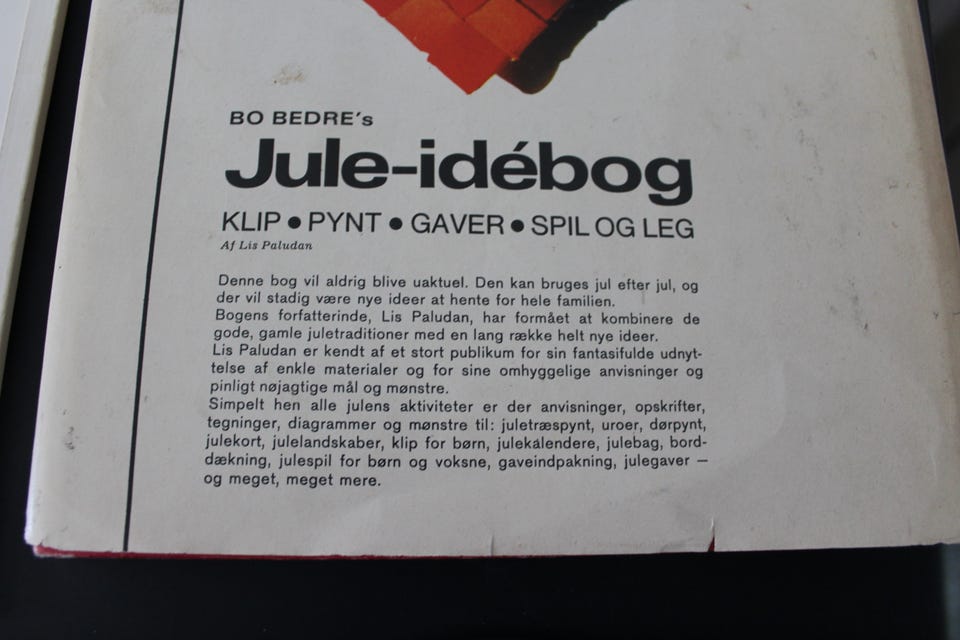 BO BEDRE's
Jule-idébog
KLIP • PYNT • GAVER • SPIL OG LEG
Af Lis Paludan
Denne bog vil aldrig blive uaktuel. Den kan bruges jul efter jul, og
der vil stadig være nye ideer at hente for hele familien.
Bogens forfatterinde, Lis Paludan, har formået at kombinere de
gode, gamle juletraditioner med en lang række helt nye ideer.
Lis Paludan er kendt af et stort publikum for sin fantasifulde udnyt-
telse af enkle materialer og for sine omhyggelige anvisninger og
pinligt nøjagtige mål og mønstre.
Simpelt hen alle julens aktiviteter er der anvisninger, opskrifter,
tegninger, diagrammer og mønstre til: juletræspynt, uroer, dørpynt,
julekort, julelandskaber, klip for børn, julekalendere, julebag, bord-
dækning, julespil for børn og voksne, gaveindpakning, julegaver —
og meget, meget mere.